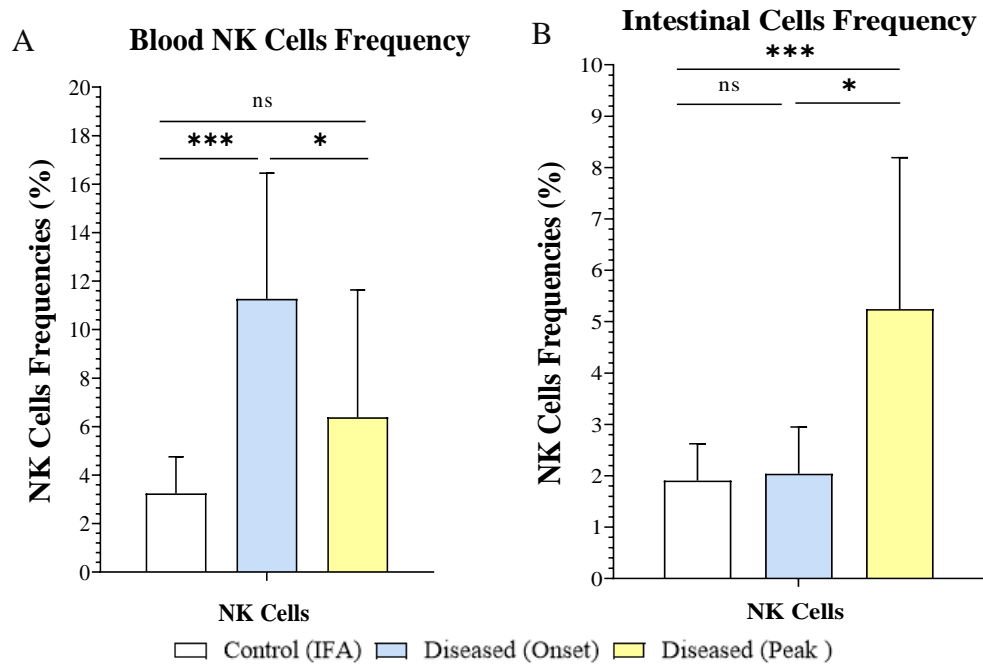 A
Blood NK Cells Frequency
NK Cells Frequencies (%)
20
18
16
14
12
10
8
6
4
2
0
ns
***
*
NK Cells
B
Intestinal Cells Frequency
NK Cells Frequencies (%)
10
9
8
7
6
5
4
3
2
1
0
***
ns
*
NK Cells
Control (IFA) Diseased (Onset) Diseased (Peak )